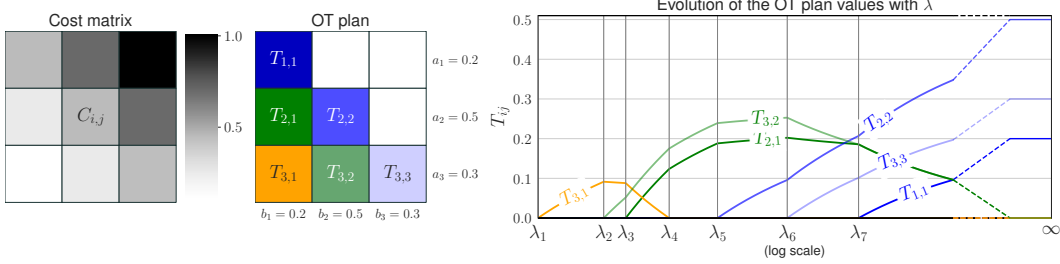 Cost matrix
C_{i,j}
1.0
0.5
OT plan
T_{1,1}
T_{2,1} T_{2,2}
T_{3,1} T_{3,2} T_{3,3}
a_1 = 0.2
a_2 = 0.5
a_3 = 0.3
b_1 = 0.2 b_2 = 0.5 b_3 = 0.3
Evolution of the OT plan values with λ
T_{ij}
0.5
0.4
0.3
0.2
0.1
0.0
T_{3,1}
T_{3,2}
T_{2,1}
T_{2,2}
T_{3,3}
T_{1,1}
λ_1 λ_2 λ_3 λ_4 λ_5 λ_6 λ_7 ∞
(log scale)